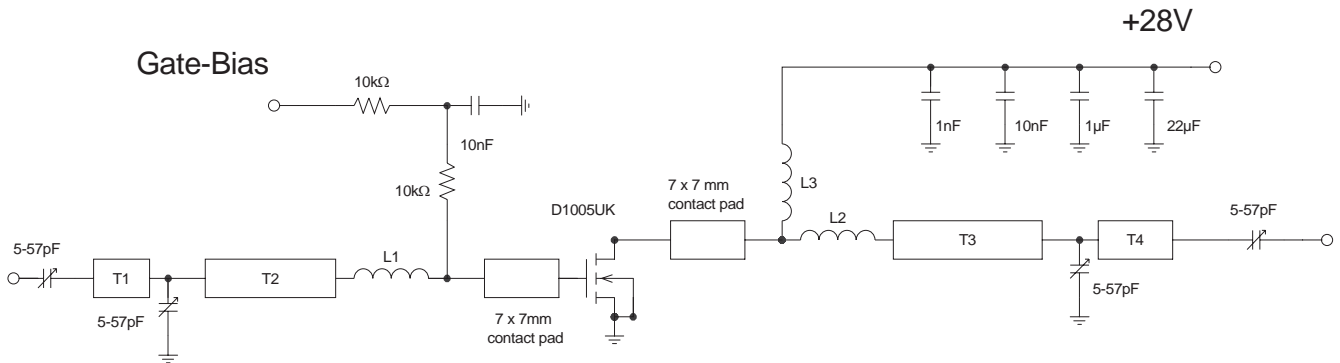 +28V
Gate-Bias
10kΩ
10nF
10kΩ
1nF
10nF
1µF
22µF
L3
7 x 7 mm
contact pad
D1005UK
L2
5-57pF
T3
T4
5-57pF
5-57pF
T1
T2
L1
5-57pF
7 x 7mm
contact pad